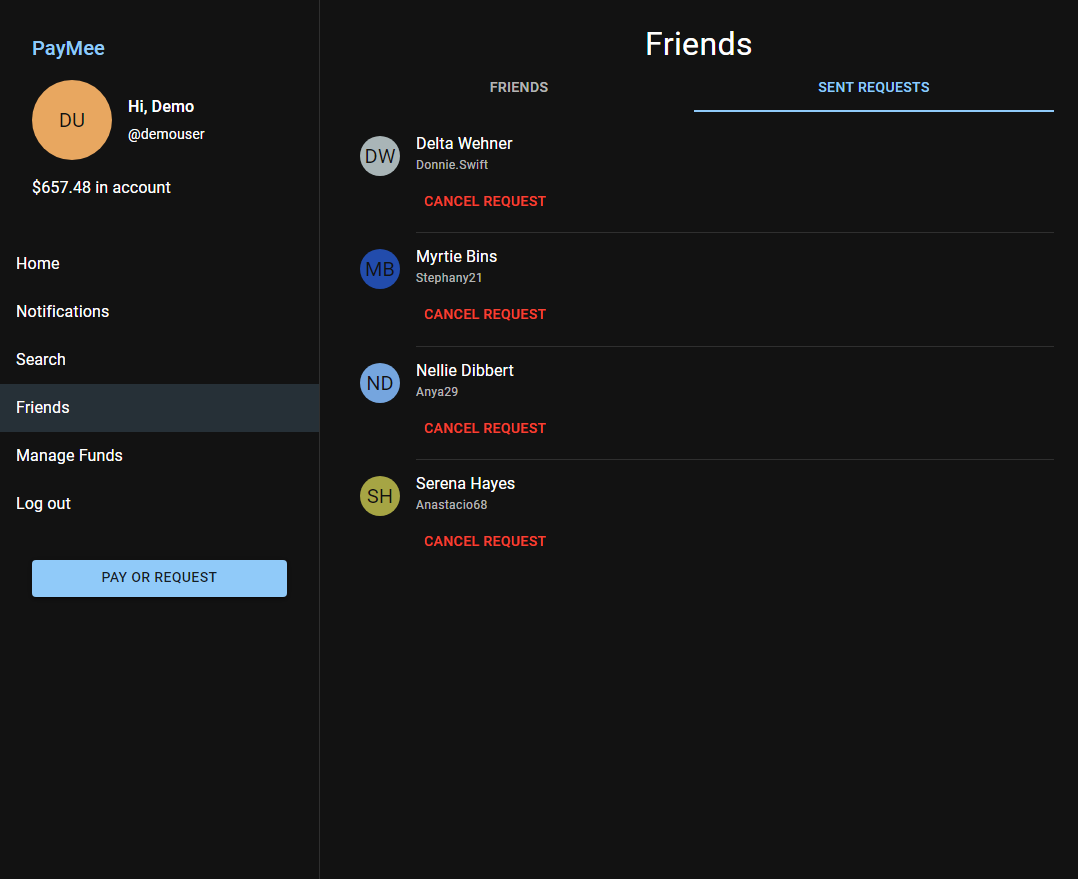 PayMee
DU
Hi, Demo
@demouser
$657.48 in account
Home
Notifications
Search
Friends
Manage Funds
Log out
PAY OR REQUEST
Friends
FRIENDS
SENT REQUESTS
DW
Delta Wehner
Donnie.Swift
CANCEL REQUEST
MB
Myrtie Bins
Stephany21
CANCEL REQUEST
ND
Nellie Dibbert
Anya29
CANCEL REQUEST
SH
Serena Hayes
Anastacio68
CANCEL REQUEST